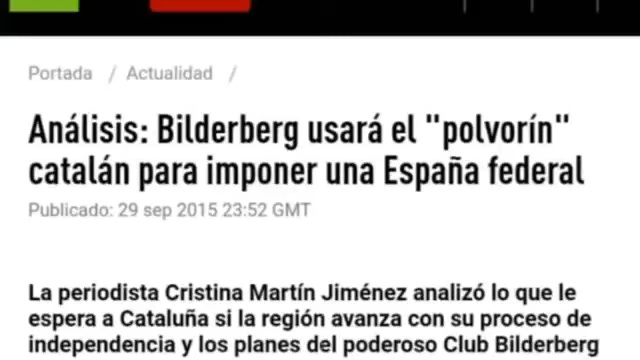 Portada / Actualidad /
Análisis: Bilderberg usará el "polvorín"
catalán para imponer una España federal
Publicado: 29 sep 2015 23:52 GMT
La periodista Cristina Martín Jiménez analizó lo que le
espera a Cataluña si la región avanza con su proceso de
independencia y los planes del poderoso Club Bilderberg